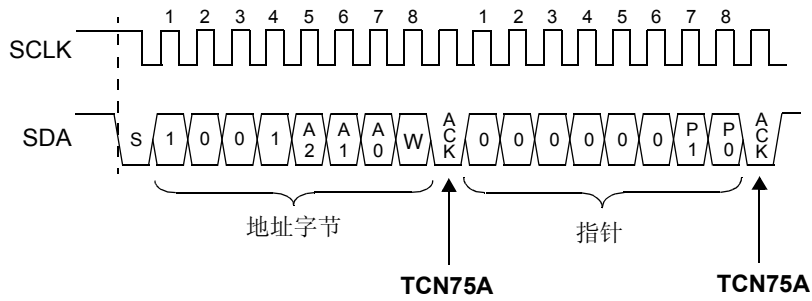 1 2 3 4 5 6 7 8 1 2 3 4 5 6 7 8
SCLK
SDA S 1 0 0 1 A2 A1 A0 W ACK 0 0 0 0 0 0 P1 P0 ACK
地址字节 指针
TCN75A TCN75A